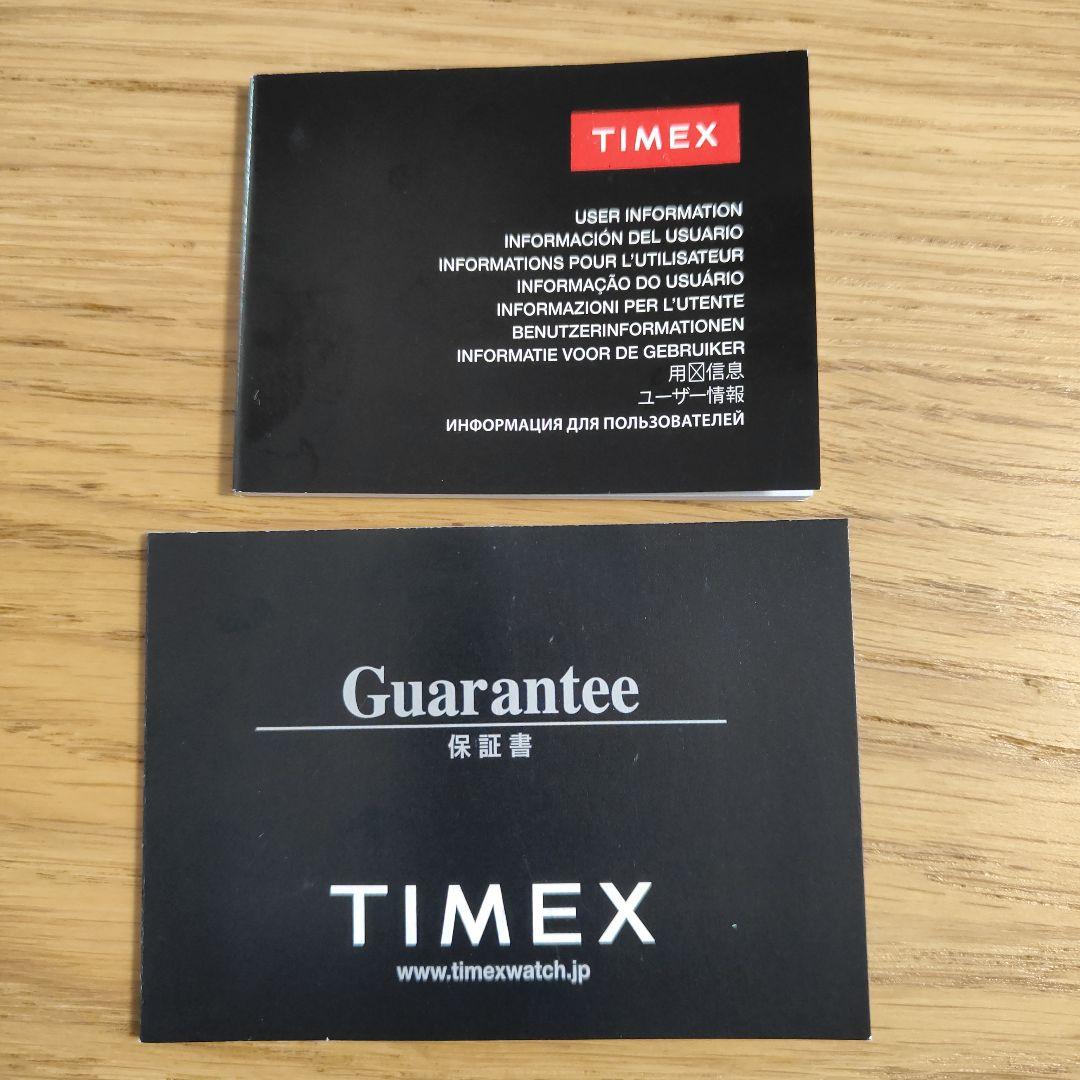 TIMEX
USER INFORMATION
INFORMACIÓN DEL USUARIO
INFORMATIONS POUR L'UTILISATEUR
INFORMAÇÃO DO USUÁRIO
INFORMAZIONI PER L'UTENTE
BENUTZERINFORMATIONEN
INFORMATIE VOOR DE GEBRUIKER
用☒信息
ユーザー情報
ИНФОРМАЦИЯ ДЛЯ ПОЛЬЗОВАТЕЛЕЙ
Guarantee
保証書
TIMEX
www.timexwatch.jp